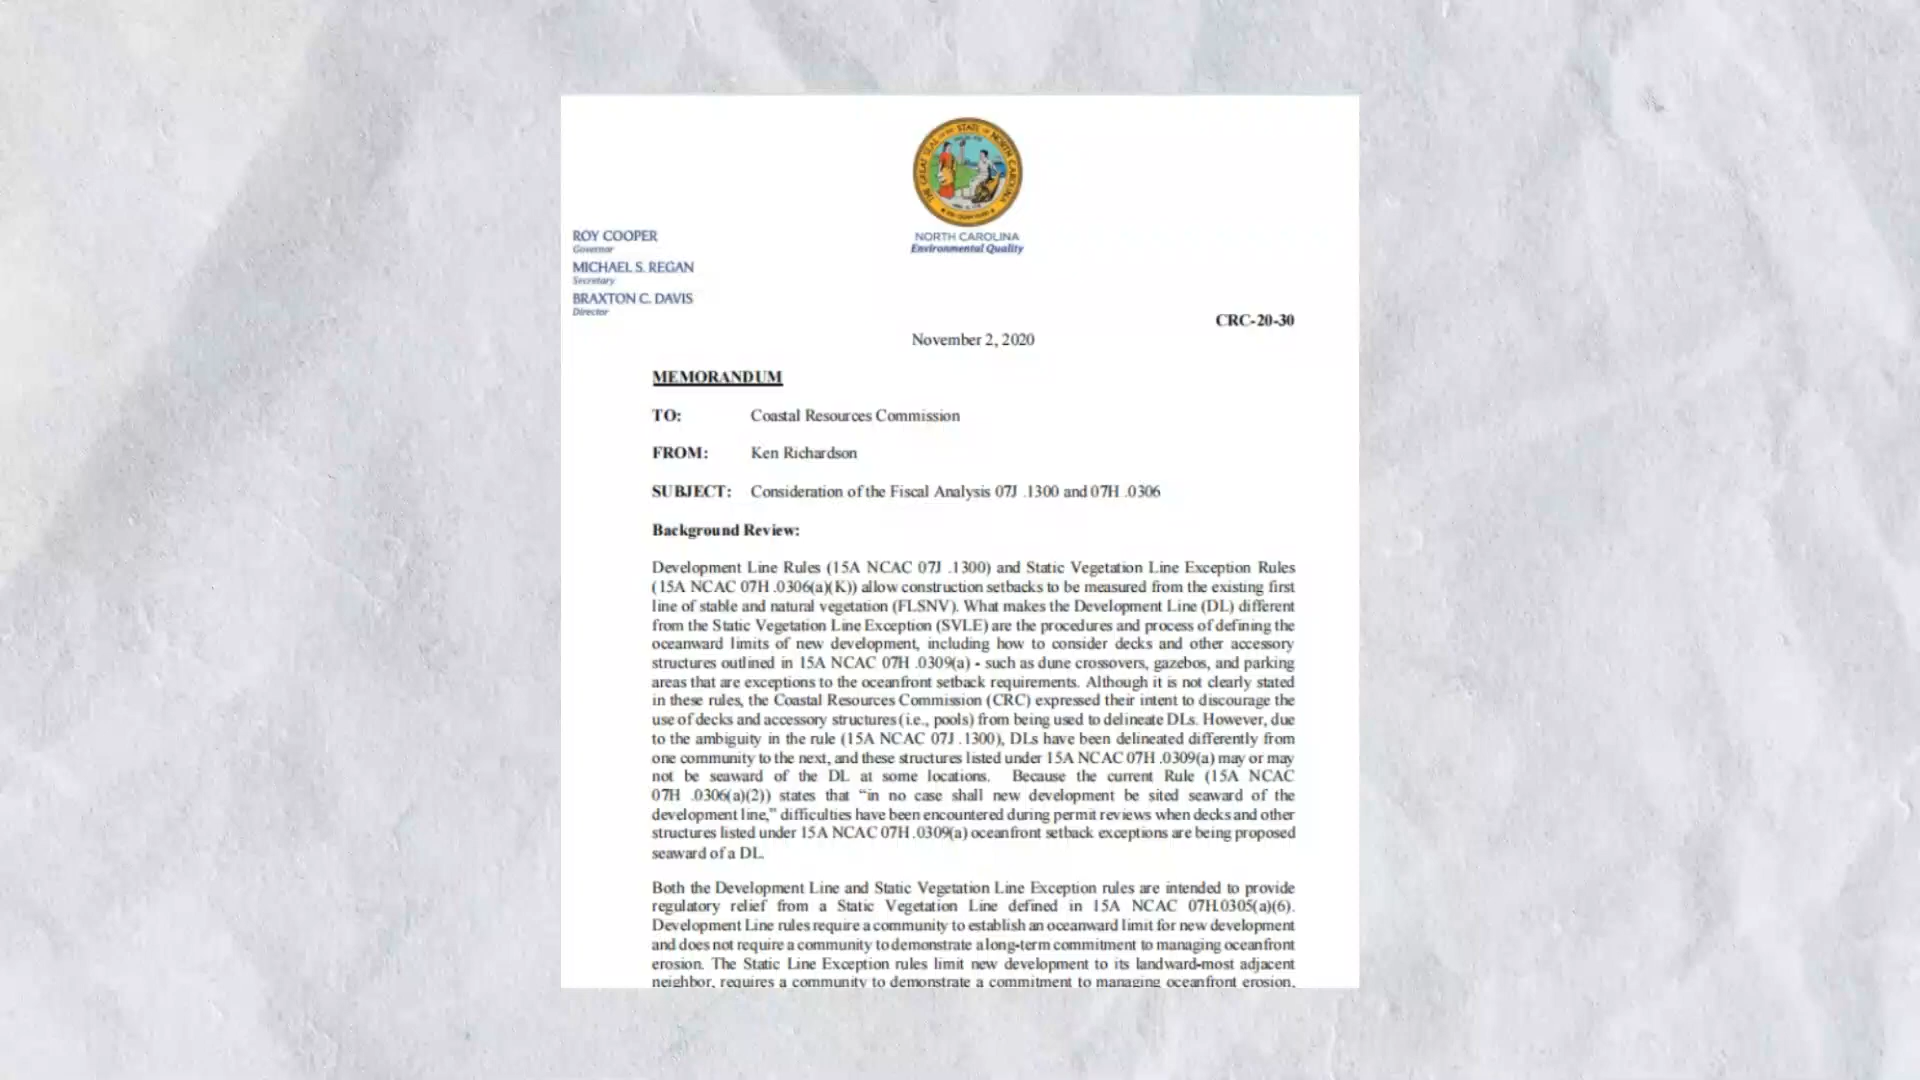 THE GREAT SEAL OF THE STATE OF NORTH CAROLINA
ROY COOPER
Governor
MICHAEL S. REGAN
Secretary
BRAXTON C. DAVIS
Director
NORTH CAROLINA
Environmental Quality
CRC-20-30
November 2, 2020
MEMORANDUM
TO: Coastal Resources Commission
FROM: Ken Richardson
SUBJECT: Consideration of the Fiscal Analysis 07J .1300 and 07H .0306
Background Review:
Development Line Rules (15A NCAC 07J .1300) and Static Vegetation Line Exception Rules
(15A NCAC 07H .0306(a)(K)) allow construction setbacks to be measured from the existing first
line of stable and natural vegetation (FLSNV). What makes the Development Line (DL) different
from the Static Vegetation Line Exception (SVLE) are the procedures and process of defining the
oceanward limits of new development, including how to consider decks and other accessory
structures outlined in 15A NCAC 07H .0309(a) - such as dune crossovers, gazebos, and parking
areas that are exceptions to the oceanfront setback requirements. Although it is not clearly stated
in these rules, the Coastal Resources Commission (CRC) expressed their intent to discourage the
use of decks and accessory structures (i.e., pools) from being used to delineate DLs. However, due
to the ambiguity in the rule (15A NCAC 07J .1300), DLs have been delineated differently from
one community to the next, and these structures listed under 15A NCAC 07H .0309(a) may or may
not be seaward of the DL at some locations. Because the current Rule (15A NCAC
07H .0306(a)(2)) states that “in no case shall new development be sited seaward of the
development line,” difficulties have been encountered during permit reviews when decks and other
structures listed under 15A NCAC 07H .0309(a) oceanfront setback exceptions are being proposed
seaward of a DL.
Both the Development Line and Static Vegetation Line Exception rules are intended to provide
regulatory relief from a Static Vegetation Line defined in 15A NCAC 07H.0305(a)(6).
Development Line rules require a community to establish an oceanward limit for new development
and does not require a community to demonstrate a long-term commitment to managing oceanfront
erosion. The Static Line Exception rules limit new development to its landward-most adjacent
neighbor, requires a community to demonstrate a commitment to managing oceanfront erosion,